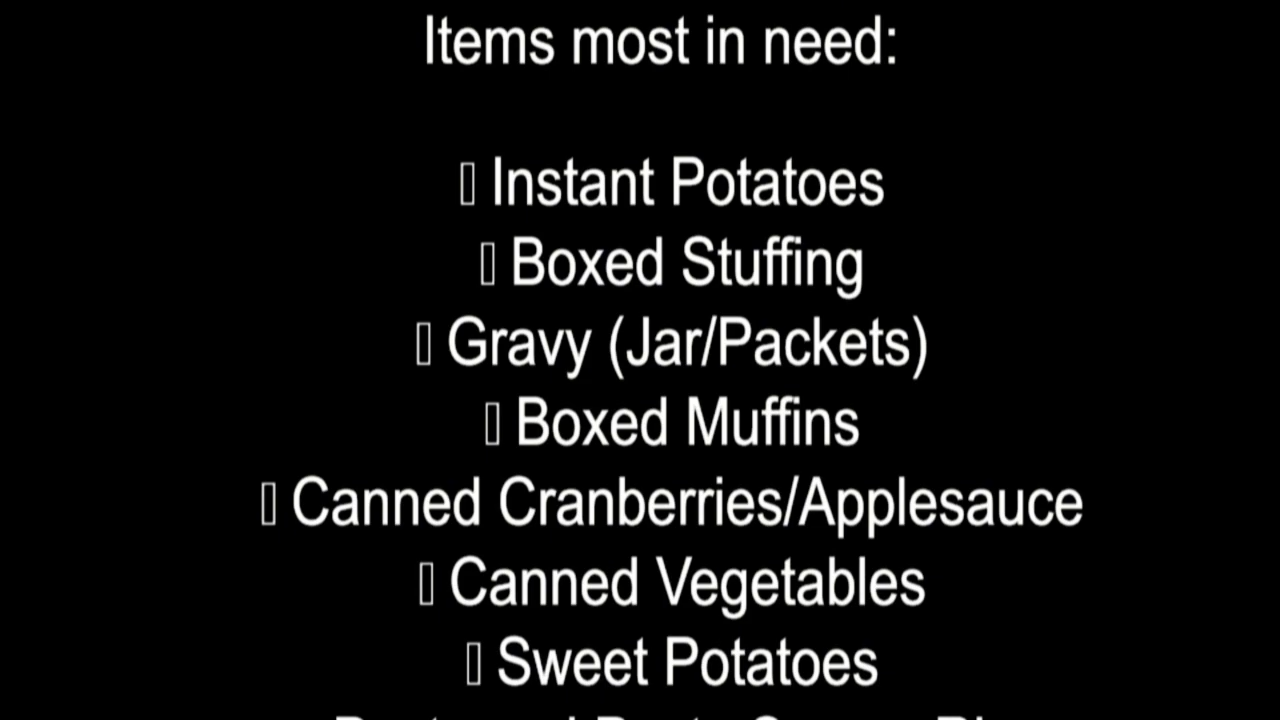 Items most in need:
▯ Instant Potatoes
▯ Boxed Stuffing
▯ Gravy (Jar/Packets)
▯ Boxed Muffins
▯ Canned Cranberries/Applesauce
▯ Canned Vegetables
▯ Sweet Potatoes